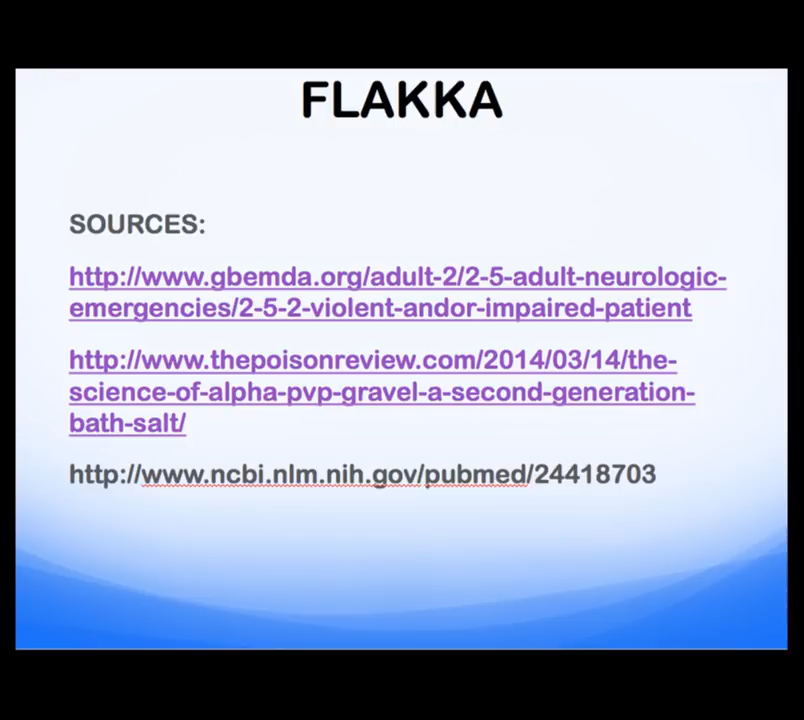 FLAKKA
SOURCES:
http://www.gbemda.org/adult-2/2-5-adult-neurologic-
emergencies/2-5-2-violent-andor-impaired-patient
http://www.thepoisonreview.com/2014/03/14/the-
science-of-alpha-pvp-gravel-a-second-generation-
bath-salt/
http://www.ncbi.nlm.nih.gov/pubmed/24418703